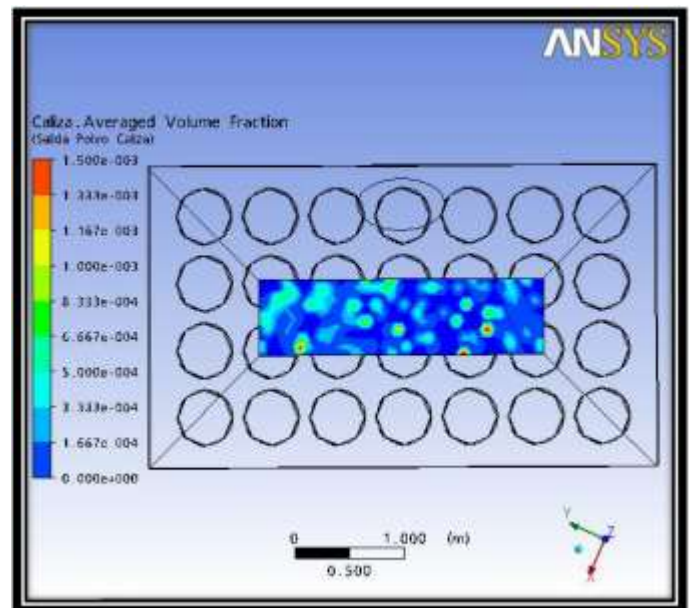 ANSYS
Caliza.Averaged Volume Fraction
(Salida Polvo Caliza)
1.500e-003
1.333e-003
1.167e-003
1.000e-003
8.333e-004
6.667e-004
5.000e-004
3.333e-004
1.667e-004
0.000e+000
0 1.000 (m)
0.500
Y
Z
X